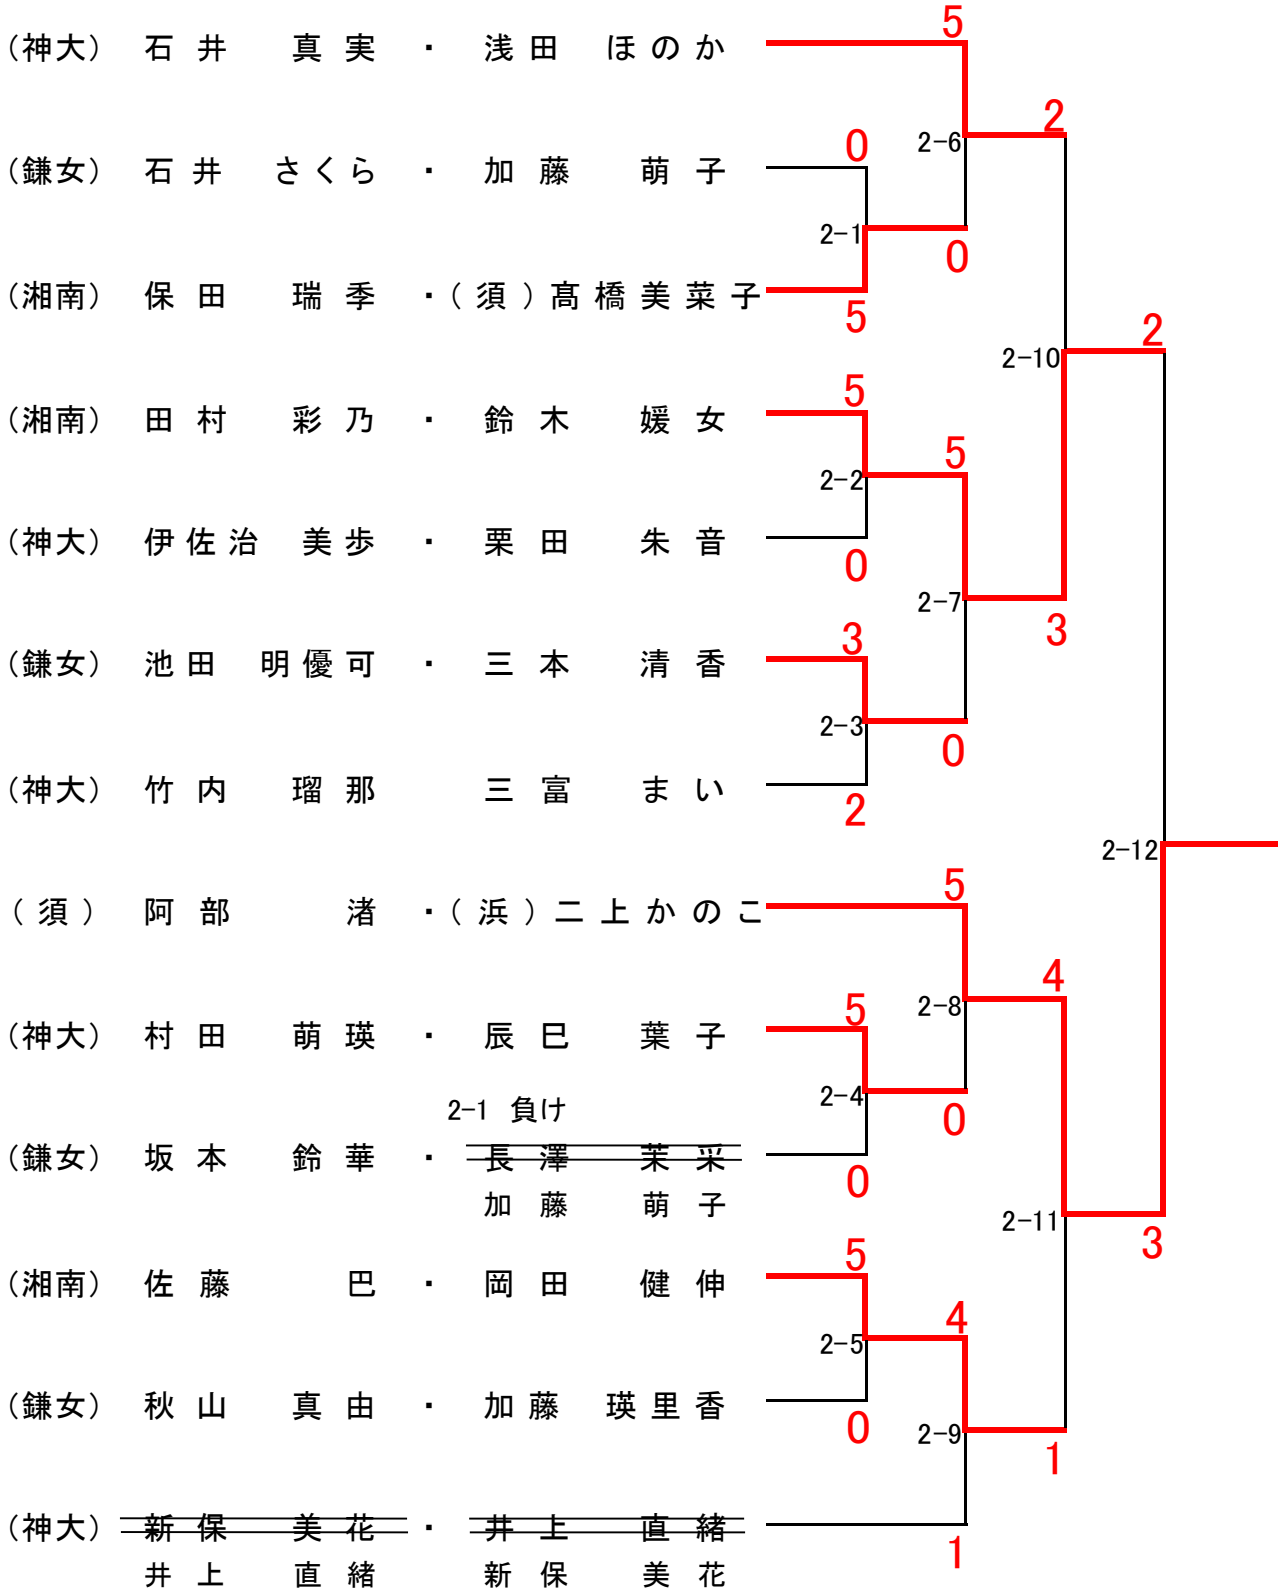 5
(神大) 石井 真実 ・ 浅田 ほのか
2
2-6
0
(鎌女) 石井 さくら ・ 加藤 萌子
2-1
0
(湘南) 保田 瑞季 ・(須)髙橋美菜子
5
2
2-10
5
(湘南) 田村 彩乃 ・ 鈴木 媛女
5
2-2
(神大) 伊佐治 美歩 ・ 栗田 朱音
0
2-7
3
3
(鎌女) 池田 明優可 ・ 三本 清香
2-3
0
(神大) 竹内 瑠那 三富 まい
2
2-12
5
(須) 阿部 渚 ・(浜)二上かのこ
4
2-8
5
(神大) 村田 萌瑛 ・ 辰巳 葉子
2-4
2-1 負け
0
(鎌女) 坂本 鈴華 ・ 長澤 茉采
0
加藤 萌子
2-11
3
5
(湘南) 佐藤 巴 ・ 岡田 健伸
4
2-5
(鎌女) 秋山 真由 ・ 加藤 瑛里香
0
2-9
1
(神大) 新保 美花 ・ 井上 直緒
1
井上 直緒 新保 美花